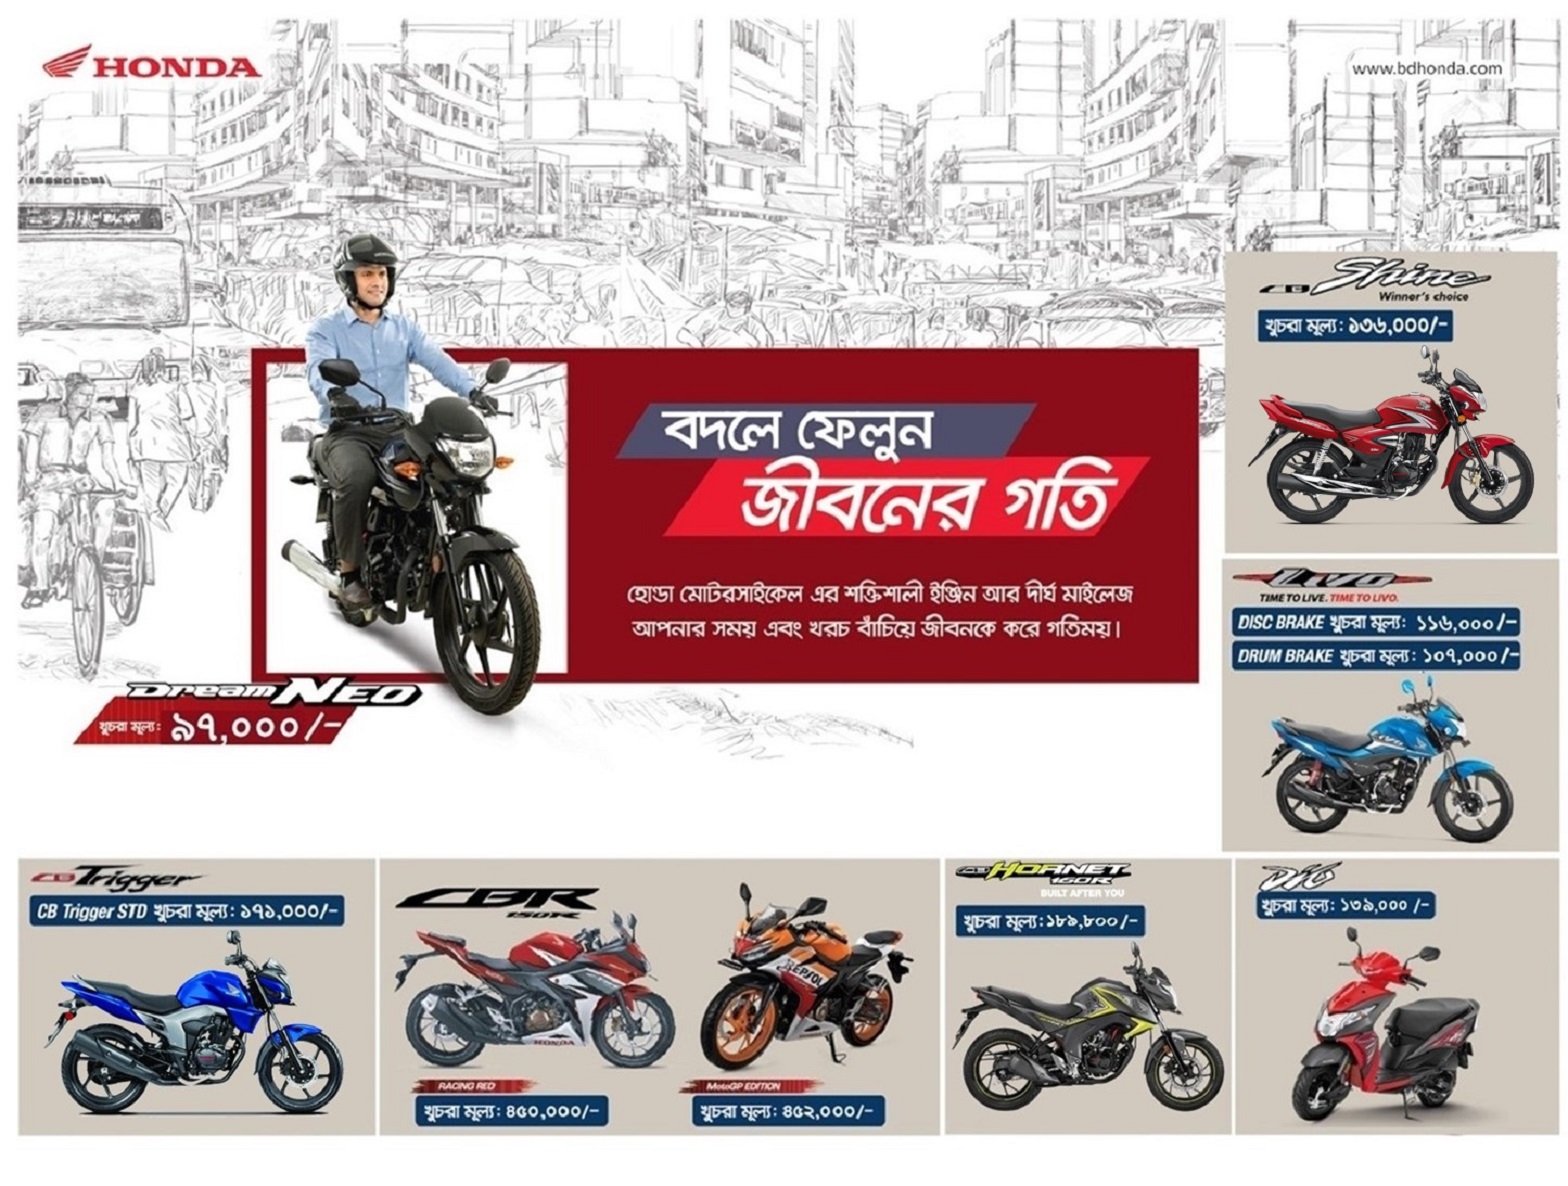 HONDA
www.bdhonda.com
বদলে ফেলুন
জীবনের গতি
হোন্ডা মোটরসাইকেল এর শক্তিশালী ইঞ্জিন আর দীর্ঘ মাইলেজ
আপনার সময় এবং খরচ বাঁচিয়ে জীবনকে করে গতিময়।
Dream NEO
খুচরা মূল্য: ৯৭,০০০/-
CB Shine
Winner's choice
খুচরা মূল্য: ১৩৬,০০০/-
Livo
TIME TO LIVE. TIME TO LIVO.
DISC BRAKE খুচরা মূল্য: ১১৬,০০০/-
DRUM BRAKE খুচরা মূল্য: ১০৭,০০০/-
CB Trigger
CB Trigger STD খুচরা মূল্য: ১৭১,০০০/-
CBR
150R
REPSOL
HONDA
RACING RED
খুচরা মূল্য: ৪৫০,০০০/-
MotoGP EDITION
খুচরা মূল্য: ৪৫২,০০০/-
CB HORNET
160R
BUILT AFTER YOU
খুচরা মূল্য: ১৮৯,৮০০/-
Dio
খুচরা মূল্য: ১৩৯,০০০ /-